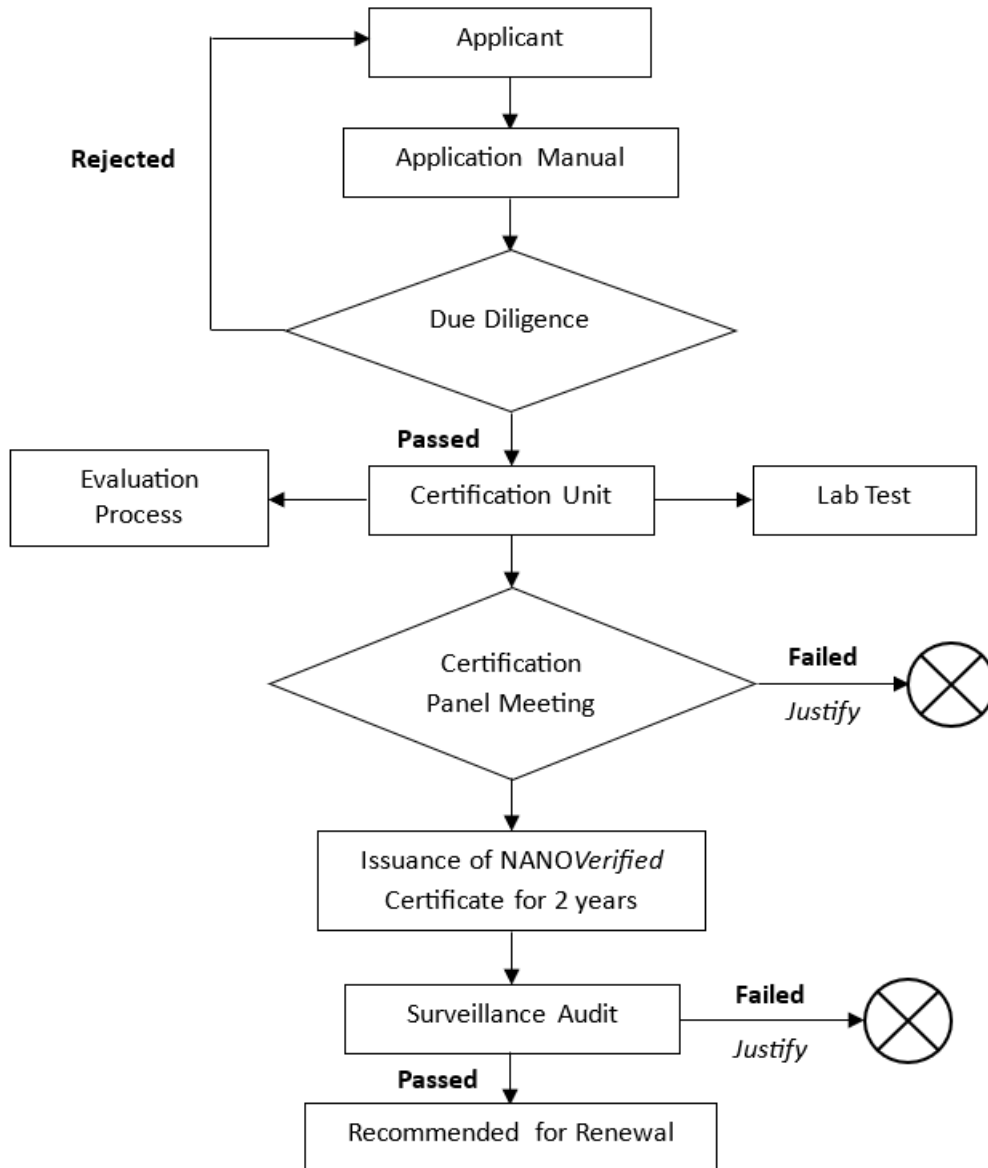 Applicant
Rejected
Application Manual
Due Diligence
Passed
Evaluation
Process
Certification Unit
Lab Test
Certification
Panel Meeting
Failed
Justify
Issuance of NANOVerified
Certificate for 2 years
Surveillance Audit
Failed
Justify
Passed
Recommended for Renewal